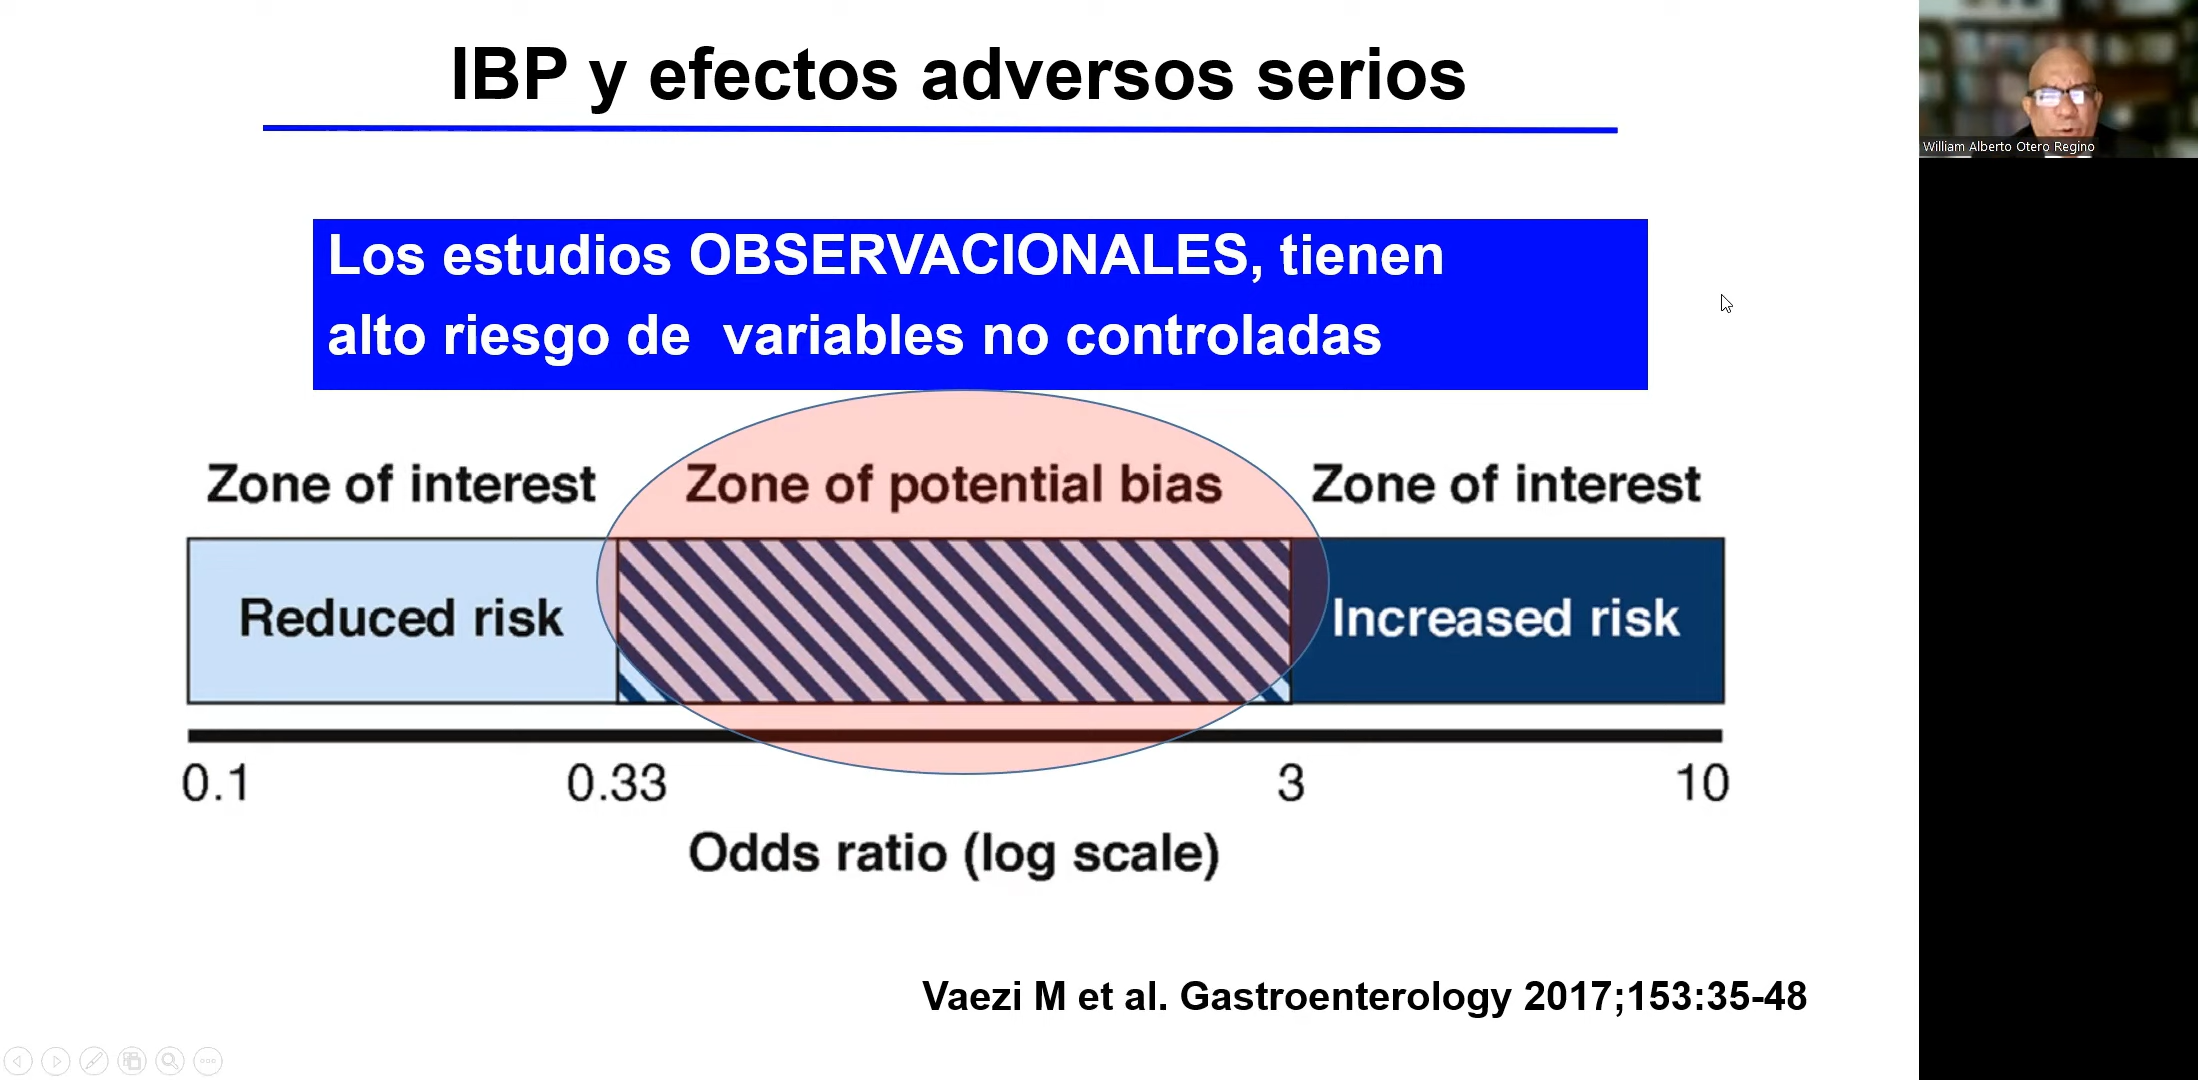 IBP y efectos adversos serios
William Alberto Otero Regino
Los estudios OBSERVACIONALES, tienen
alto riesgo de  variables no controladas
Zone of interest
Zone of potential bias
Zone of interest
Reduced risk
Increased risk
0.1
0.33
3
10
Odds ratio (log scale)
Vaezi M et al. Gastroenterology 2017;153:35-48